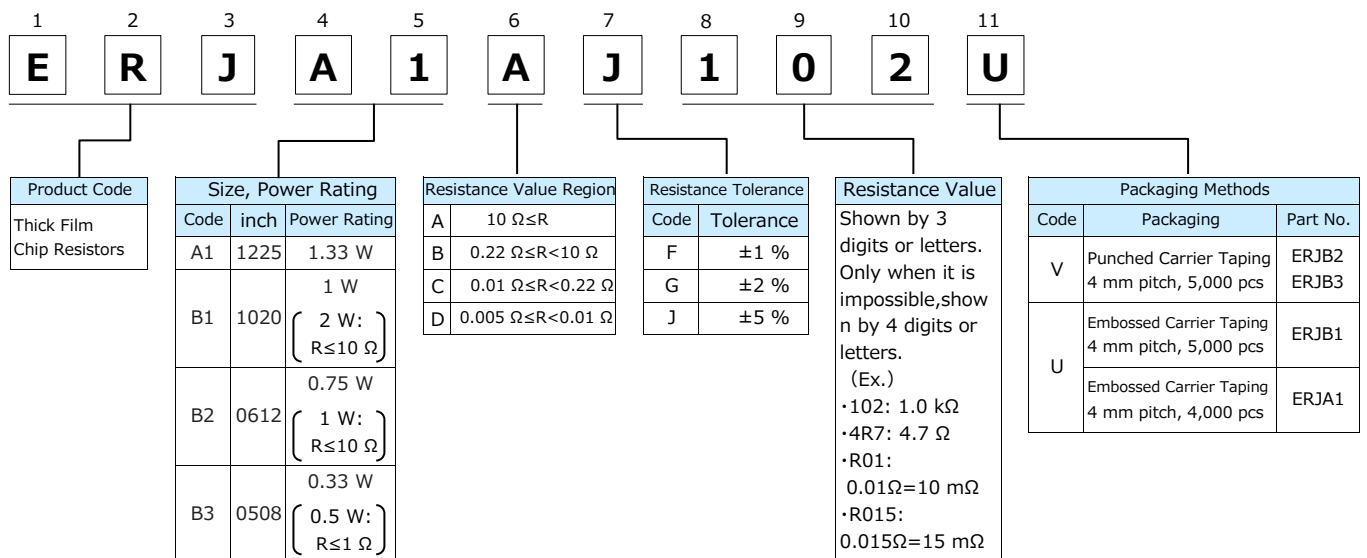 1 2 3 4 5 6 7 8 9 10 11
E R J A 1 A J 1 0 2 U
Product Code
Thick Film
Chip Resistors
Size, Power Rating
Code inch Power Rating
A1 1225 1.33 W
B1 1020 1 W
2 W:
R≤10 Ω
B2 0612 0.75 W
1 W:
R≤10 Ω
B3 0508 0.33 W
0.5 W:
R≤1 Ω
Resistance Value Region
A 10 Ω≤R
B 0.22 Ω≤R<10 Ω
C 0.01 Ω≤R<0.22 Ω
D 0.005 Ω≤R<0.01 Ω
Resistance Tolerance
Code Tolerance
F ±1 %
G ±2 %
J ±5 %
Resistance Value
Shown by 3
digits or letters.
Only when it is
impossible,show
n by 4 digits or
letters.
(Ex.)
・102: 1.0 kΩ
・4R7: 4.7 Ω
・R01:
0.01Ω=10 mΩ
・R015:
0.015Ω=15 mΩ
Packaging Methods
Code Packaging Part No.
V
Punched Carrier Taping
4 mm pitch, 5,000 pcs
ERJB2
ERJB3
U
Embossed Carrier Taping
4 mm pitch, 5,000 pcs
ERJB1
Embossed Carrier Taping
4 mm pitch, 4,000 pcs
ERJA1